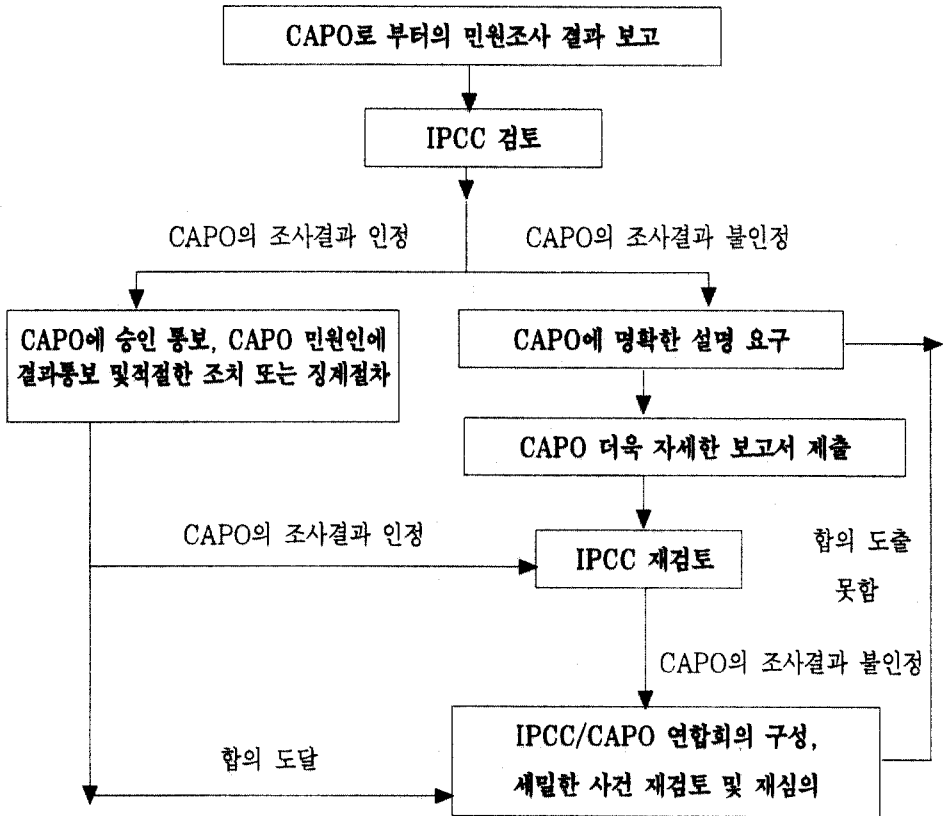 CAPO로 부터의 민원조사 결과 보고
IPCC 검토
CAPO의 조사결과 인정
CAPO의 조사결과 불인정
CAPO에 승인 통보, CAPO 민원인에
결과통보 및적절한 조치 또는 징계절차
CAPO에 명확한 설명 요구
CAPO 더욱 자세한 보고서 제출
CAPO의 조사결과 인정
IPCC 재검토
합의 도출
못함
CAPO의 조사결과 불인정
합의 도달
IPCC/CAPO 연합회의 구성,
세밀한 사건 재검토 및 재심의